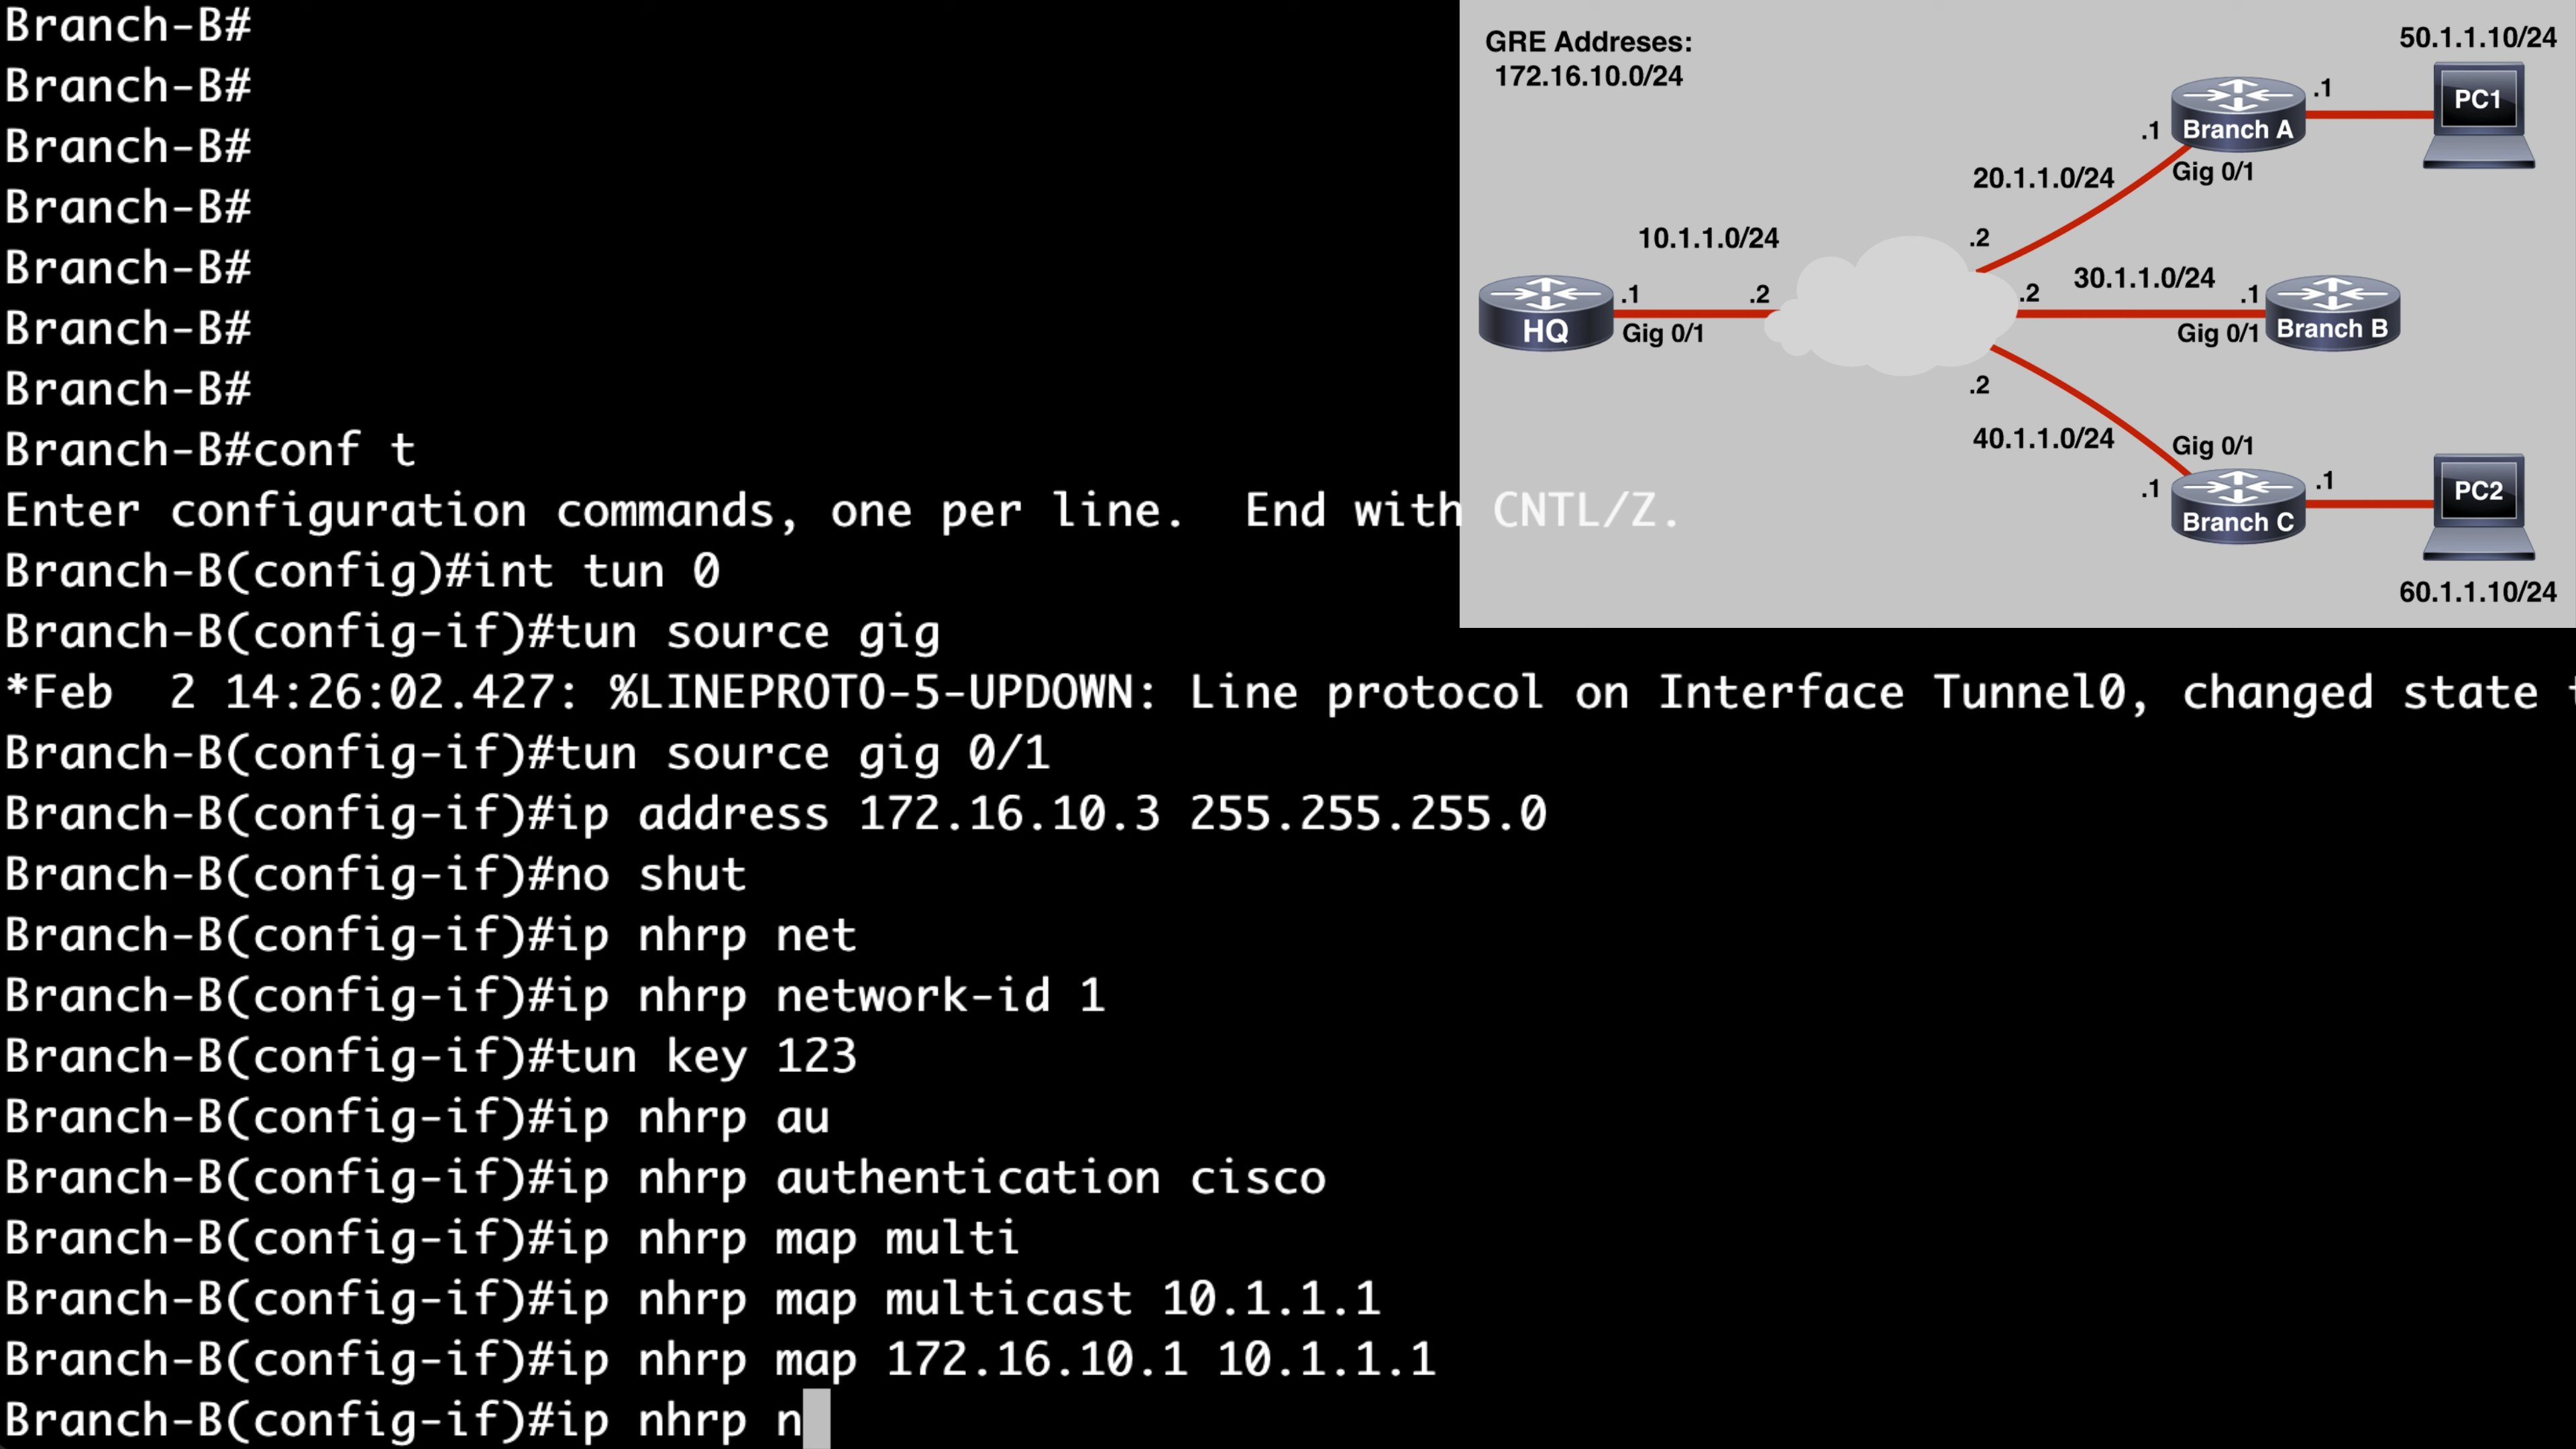 Branch-B#
Branch-B#
Branch-B#
Branch-B#
Branch-B#
Branch-B#
Branch-B#
Branch-B#conf t
Enter configuration commands, one per line.  End with CNTL/Z.
Branch-B(config)#int tun 0
Branch-B(config-if)#tun source gig
*Feb  2 14:26:02.427: %LINEPROTO-5-UPDOWN: Line protocol on Interface Tunnel0, changed state
Branch-B(config-if)#tun source gig 0/1
Branch-B(config-if)#ip address 172.16.10.3 255.255.255.0
Branch-B(config-if)#no shut
Branch-B(config-if)#ip nhrp net
Branch-B(config-if)#ip nhrp network-id 1
Branch-B(config-if)#tun key 123
Branch-B(config-if)#ip nhrp au
Branch-B(config-if)#ip nhrp authentication cisco
Branch-B(config-if)#ip nhrp map multi
Branch-B(config-if)#ip nhrp map multicast 10.1.1.1
Branch-B(config-if)#ip nhrp map 172.16.10.1 10.1.1.1
Branch-B(config-if)#ip nhrp n
GRE Addreses:
172.16.10.0/24
50.1.1.10/24
.1
PC1
.1
Branch A
Gig 0/1
20.1.1.0/24
.2
10.1.1.0/24
.1
.2
HQ
Gig 0/1
30.1.1.0/24
.2
.1
Gig 0/1
Branch B
.2
40.1.1.0/24
Gig 0/1
.1
.1
Branch C
PC2
60.1.1.10/24